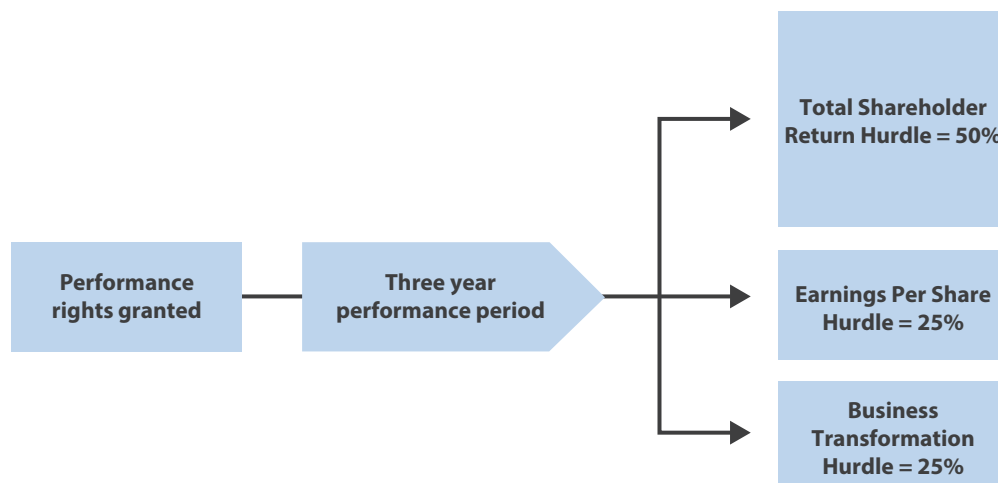 Total Shareholder
Return Hurdle = 50%
Performance
rights granted
Three year
performance period
Earnings Per Share
Hurdle = 25%
Business
Transformation
Hurdle = 25%